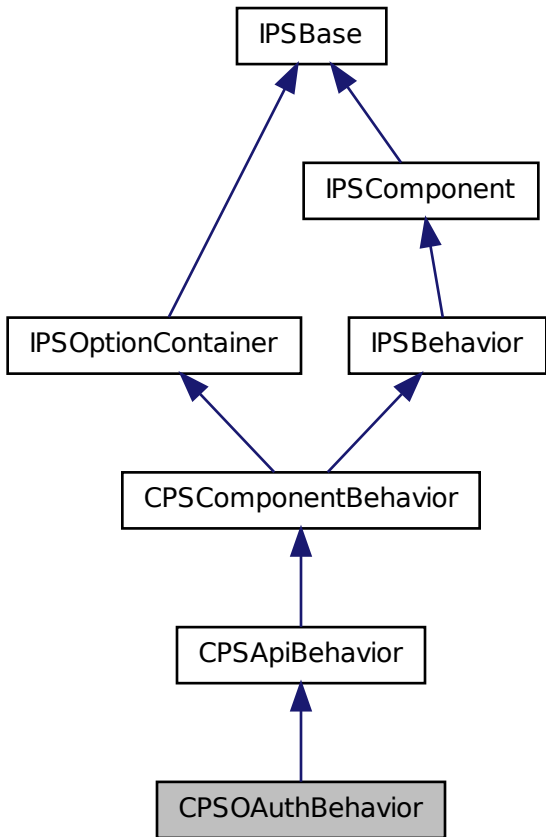 IPSBase
IPSComponent
IPSOptionContainer
IPSBehavior
CPSComponentBehavior
CPSApiBehavior
CPSOAuthBehavior